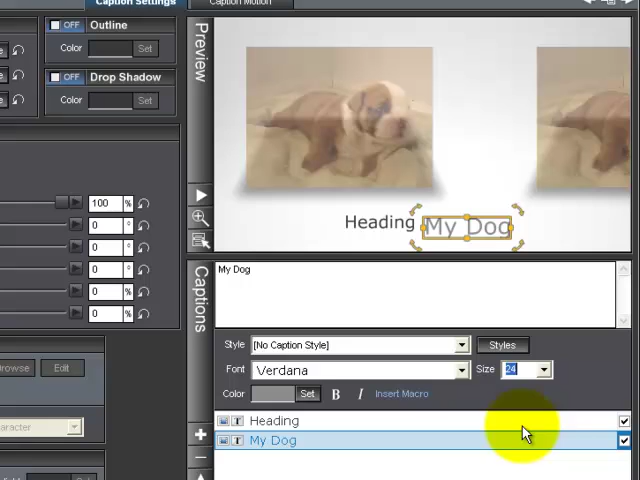 Caption Settings
Caption Motion
OFF Outline
Color Set
OFF Drop Shadow
Color Set
Preview
Heading My Dog
100 %
0 °
0 °
0 °
0 %
0 %
Captions
My Dog
Style [No Caption Style] Styles
Font Verdana Size 24
Color Set B I Insert Macro
Edit
T Heading
T My Dog